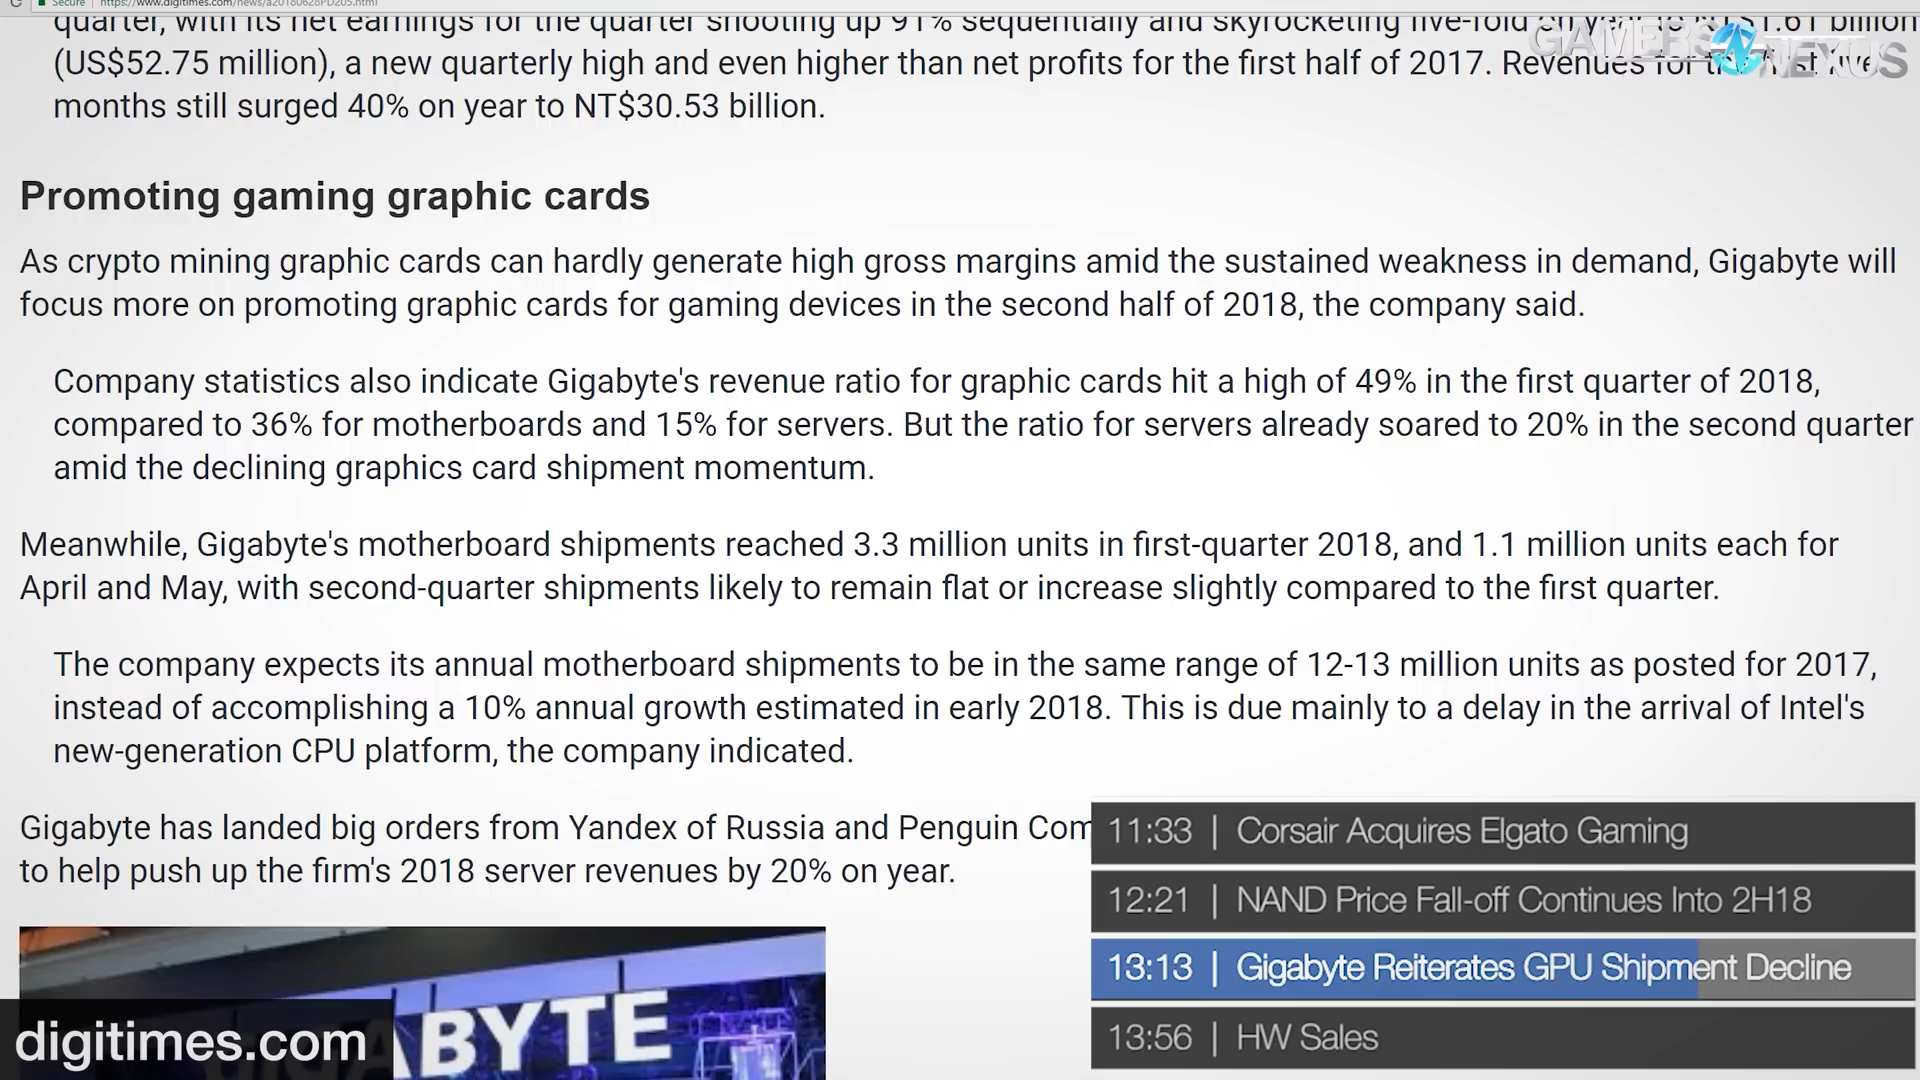 Secure | https://www.digitimes.com/news/a20180628PD205.html
quarter, with its net earnings for the quarter shooting up 91% sequentially and skyrocketing five-fold on year to NT$1.61 billion
(US$52.75 million), a new quarterly high and even higher than net profits for the first half of 2017. Revenues for the first five
months still surged 40% on year to NT$30.53 billion.
GAMERS NEXUS
Promoting gaming graphic cards
As crypto mining graphic cards can hardly generate high gross margins amid the sustained weakness in demand, Gigabyte will
focus more on promoting graphic cards for gaming devices in the second half of 2018, the company said.
Company statistics also indicate Gigabyte's revenue ratio for graphic cards hit a high of 49% in the first quarter of 2018,
compared to 36% for motherboards and 15% for servers. But the ratio for servers already soared to 20% in the second quarter
amid the declining graphics card shipment momentum.
Meanwhile, Gigabyte's motherboard shipments reached 3.3 million units in first-quarter 2018, and 1.1 million units each for
April and May, with second-quarter shipments likely to remain flat or increase slightly compared to the first quarter.
The company expects its annual motherboard shipments to be in the same range of 12-13 million units as posted for 2017,
instead of accomplishing a 10% annual growth estimated in early 2018. This is due mainly to a delay in the arrival of Intel's
new-generation CPU platform, the company indicated.
Gigabyte has landed big orders from Yandex of Russia and Penguin Com
to help push up the firm's 2018 server revenues by 20% on year.
11:33 | Corsair Acquires Elgato Gaming
12:21 | NAND Price Fall-off Continues Into 2H18
13:13 | Gigabyte Reiterates GPU Shipment Decline
13:56 | HW Sales
ABYTE
digitimes.com